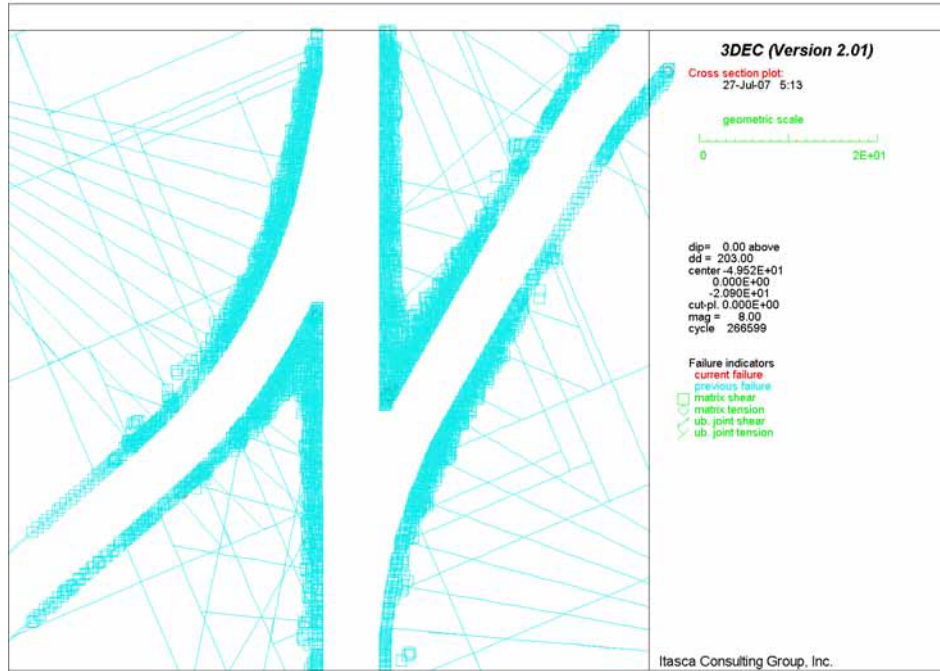 3DEC (Version 2.01)
Cross section plot:
27-Jul-07 5:13
geometric scale
0 2E+01
dip= 0.00 above
dd = 203.00
center -4.952E+01
0.000E+00
-2.090E+01
cut-pl. 0.000E+00
mag = 8.00
cycle 266599
Failure indicators
current failure
previous failure
matrix shear
matrix tension
ub. joint shear
ub. joint tension
Itasca Consulting Group, Inc.